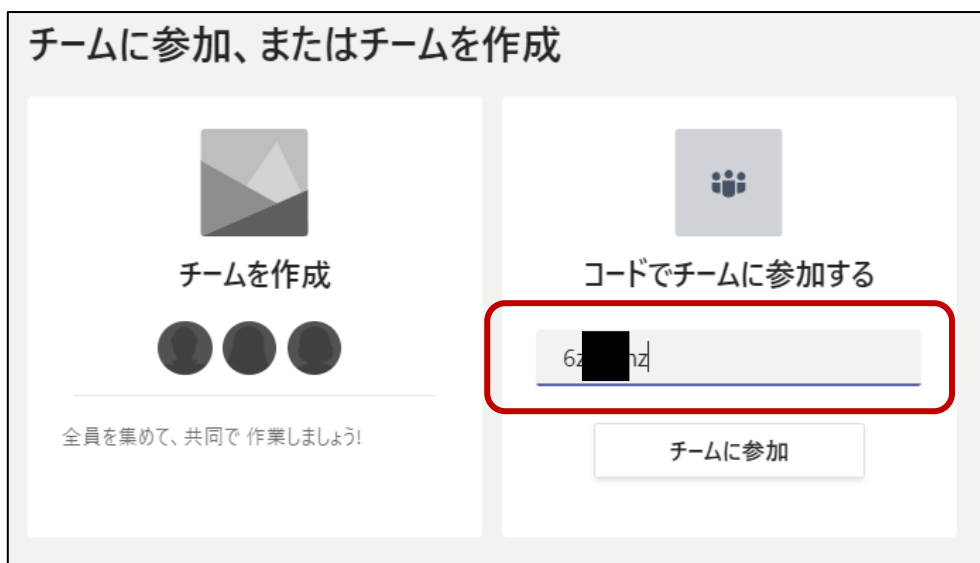 チームに参加、またはチームを作成
チームを作成
全員を集めて、共同で 作業しましょう!
コードでチームに参加する
チームに参加